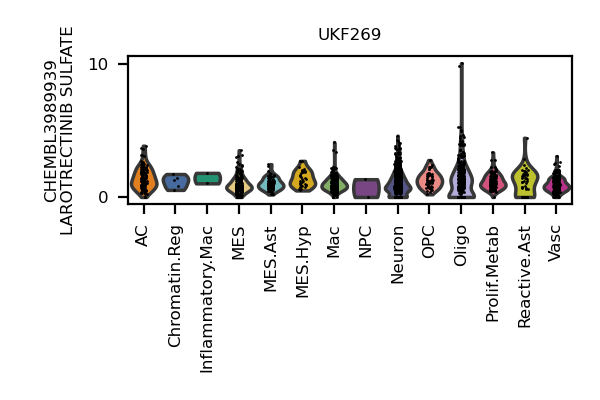 UKF269
CHEMBL3989939
LAROTRECTINIB SULFATE
10
0
AC
Chromatin.Reg
Inflammatory.Mac
MES
MES.Ast
MES.Hyp
Mac
NPC
Neuron
OPC
Oligo
Prolif.Metab
Reactive.Ast
Vasc